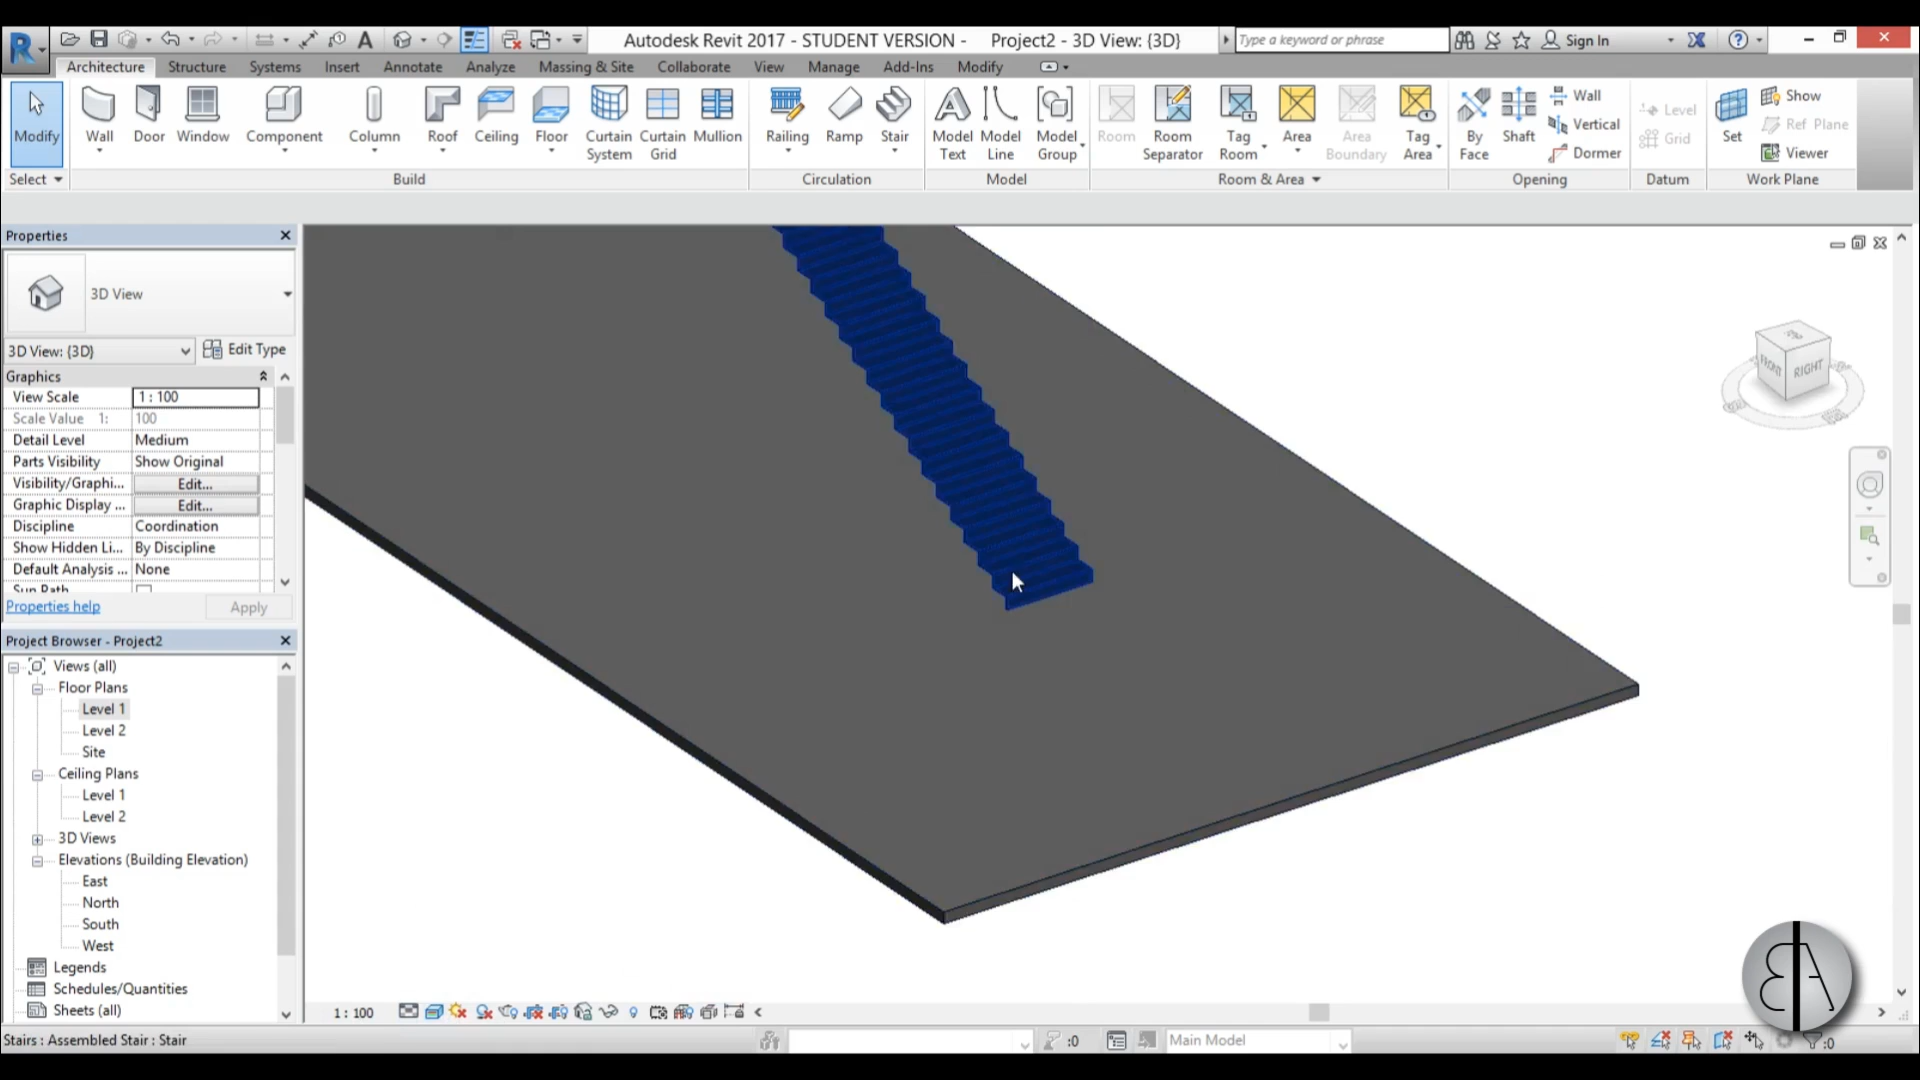 Autodesk Revit 2017 - STUDENT VERSION - Project2 - 3D View: {3D}
Type a keyword or phrase
Sign In
Architecture Structure Systems Insert Annotate Analyze Massing & Site Collaborate View Manage Add-Ins Modify
Modify Wall Door Window Component Column Roof Ceiling Floor Curtain System Curtain Grid Mullion Railing Ramp Stair Model Text Model Line Model Group Room Room Separator Tag Room Area Area Boundary Tag Area By Face Shaft Wall Vertical Dormer Level Grid Set Show Ref Plane Viewer
Select Build Circulation Model Room & Area Opening Datum Work Plane
Properties
3D View
3D View: {3D} Edit Type
Graphics
View Scale 1 : 100
Scale Value 1: 100
Detail Level Medium
Parts Visibility Show Original
Visibility/Graphi... Edit...
Graphic Display ... Edit...
Discipline Coordination
Show Hidden Li... By Discipline
Default Analysis ... None
Sun Path
Properties help Apply
Project Browser - Project2
Views (all)
Floor Plans
Level 1
Level 2
Site
Ceiling Plans
Level 1
Level 2
3D Views
Elevations (Building Elevation)
East
North
South
West
Legends
Schedules/Quantities
Sheets (all)
FRONT RIGHT
1 : 100
Stairs : Assembled Stair : Stair
:0
Main Model
:0